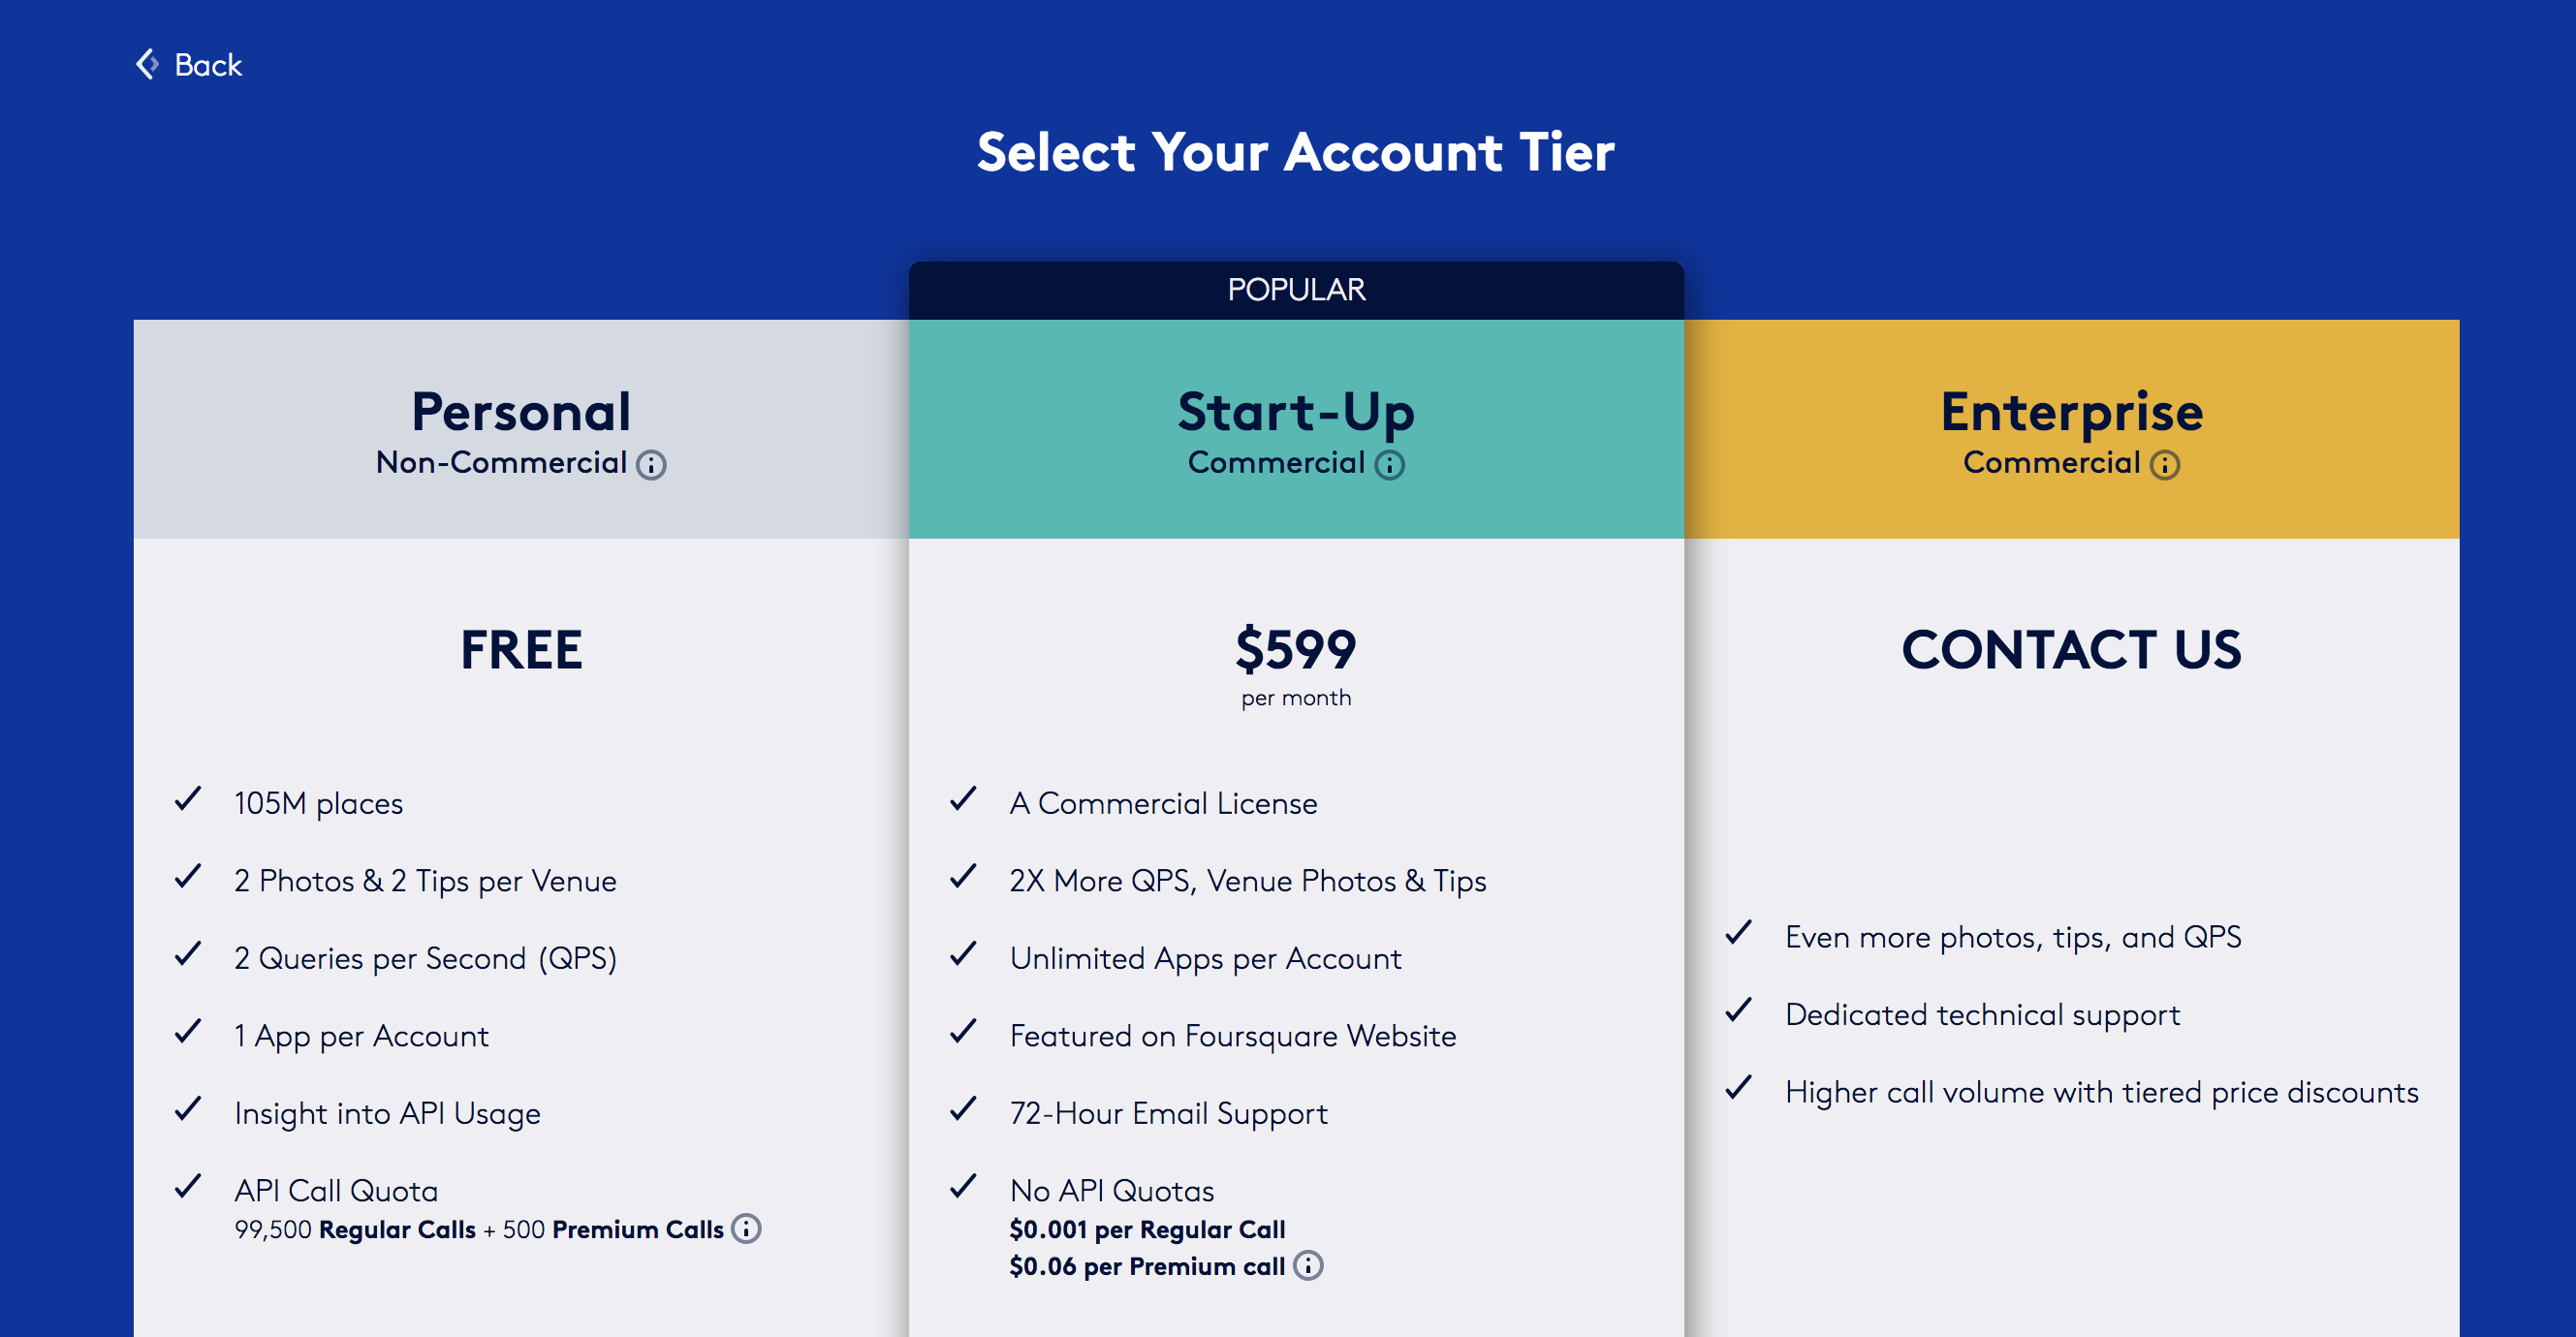 Back
Select Your Account Tier
POPULAR
Personal
Non-Commercial
FREE
105M places
2 Photos & 2 Tips per Venue
2 Queries per Second (QPS)
1 App per Account
Insight into API Usage
API Call Quota
99,500 Regular Calls + 500 Premium Calls
Start-Up
Commercial
$599
per month
A Commercial License
2X More QPS, Venue Photos & Tips
Unlimited Apps per Account
Featured on Foursquare Website
72-Hour Email Support
No API Quotas
$0.001 per Regular Call
$0.06 per Premium call
Enterprise
Commercial
CONTACT US
Even more photos, tips, and QPS
Dedicated technical support
Higher call volume with tiered price discounts